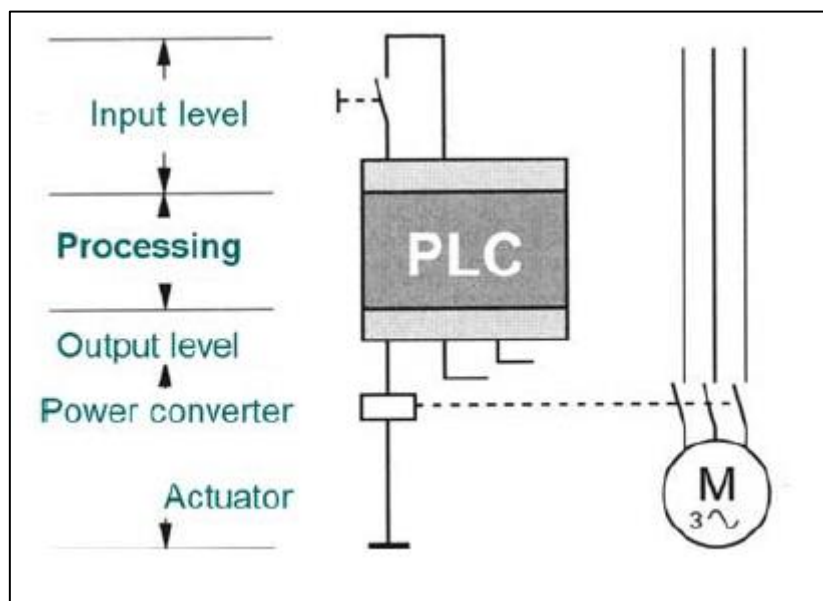 Input level
Processing
PLC
Output level
Power converter
Actuator
M
3